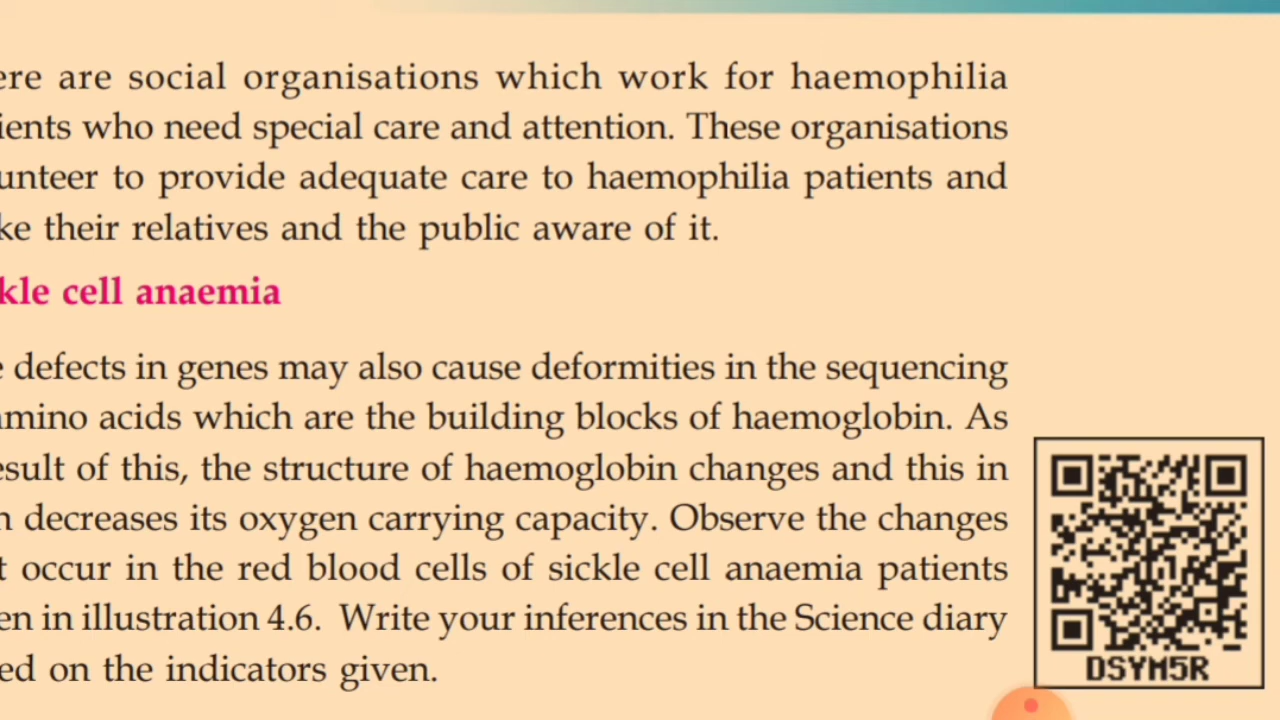 ere are social organisations which work for haemophilia
ients who need special care and attention. These organisations
unteer to provide adequate care to haemophilia patients and
ke their relatives and the public aware of it.
kle cell anaemia
e defects in genes may also cause deformities in the sequencing
amino acids which are the building blocks of haemoglobin. As
esult of this, the structure of haemoglobin changes and this in
n decreases its oxygen carrying capacity. Observe the changes
t occur in the red blood cells of sickle cell anaemia patients
en in illustration 4.6. Write your inferences in the Science diary
ed on the indicators given.
DSYM5R